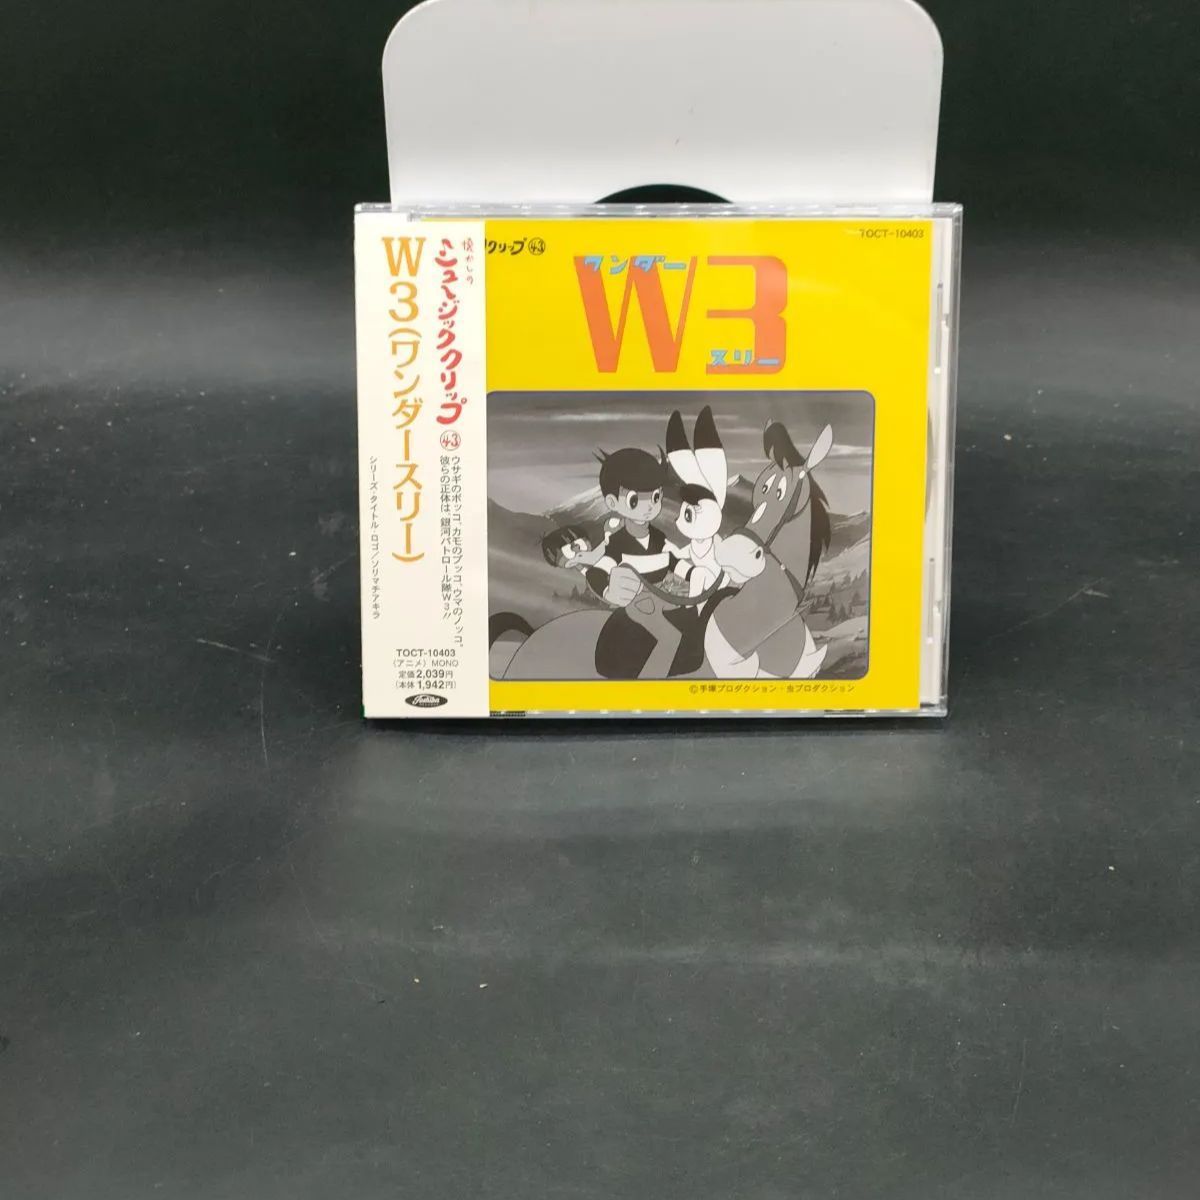 懐かしの
ミュージッククリップ
㊸
W3(ワンダースリー)
ウサギのボッコ、カモのプッコ、ウマのノッコ。
彼らの正体は、銀河パトロール隊W3!!
シリーズ・タイトル・ロゴ/ソリマチアキラ
TOCT-10403
(アニメ) MONO
定価2,039円
(本体1,942円)
Toshiba
クリップ㊸
TOCT-10403
ワンダー
W3
スリー
©手塚プロダクション・虫プロダクション